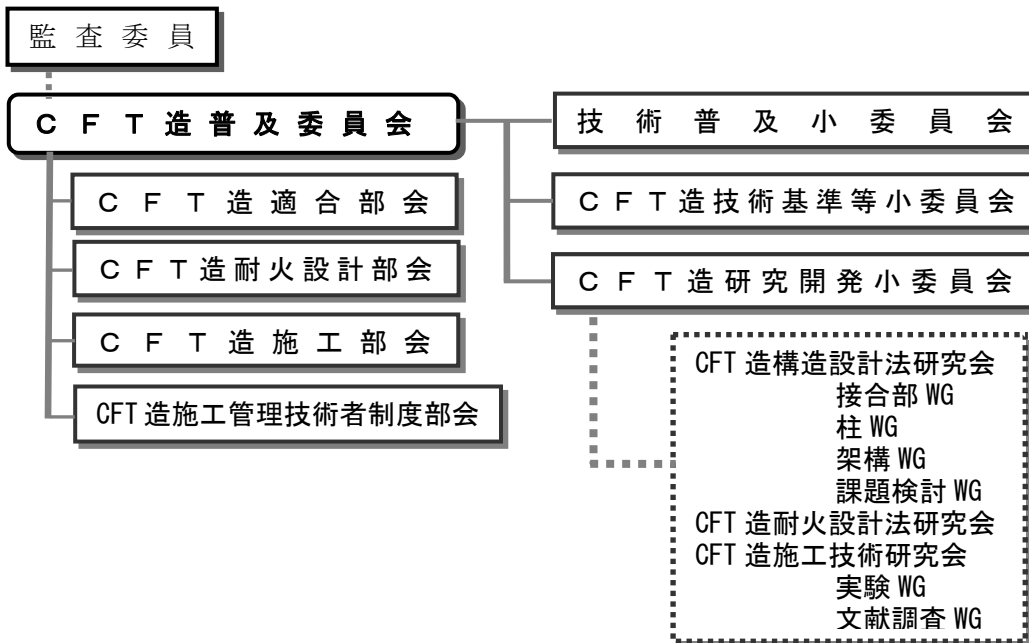 監査委員
CFT造普及委員会
CFT造適合部会
CFT造耐火設計部会
CFT造施工部会
CFT造施工管理技術者制度部会
技術普及小委員会
CFT造技術基準等小委員会
CFT造研究開発小委員会
CFT造構造設計法研究会
接合部WG
柱WG
架構WG
課題検討WG
CFT造耐火設計法研究会
CFT造施工技術研究会
実験WG
文献調査WG